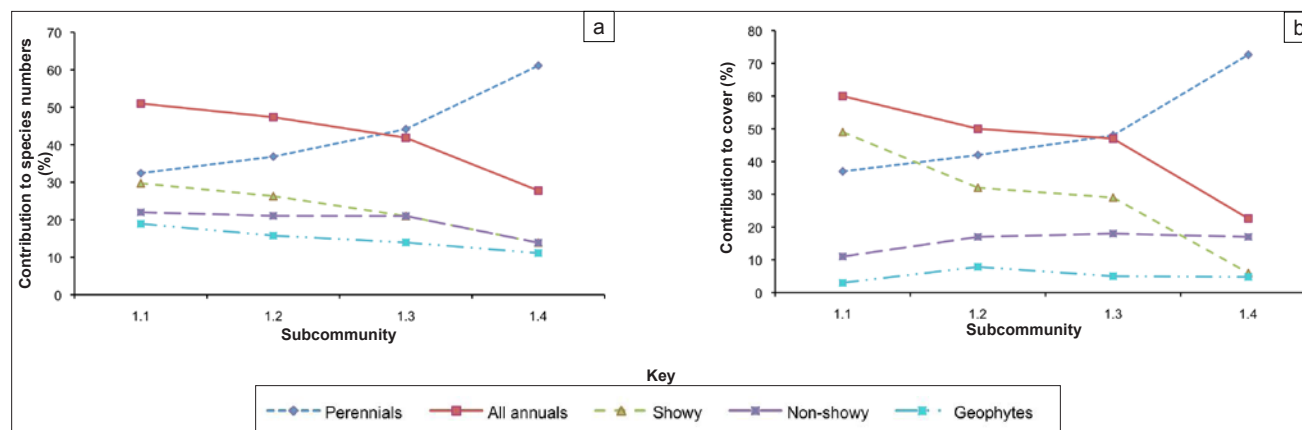 a
Contribution to species numbers
(%)
70
60
50
40
30
20
10
0
1.1 1.2 1.3 1.4
Subcommunity
b
Contribution to cover (%)
80
70
60
50
40
30
20
10
0
1.1 1.2 1.3 1.4
Subcommunity
Key
Perennials All annuals Showy Non-showy Geophytes